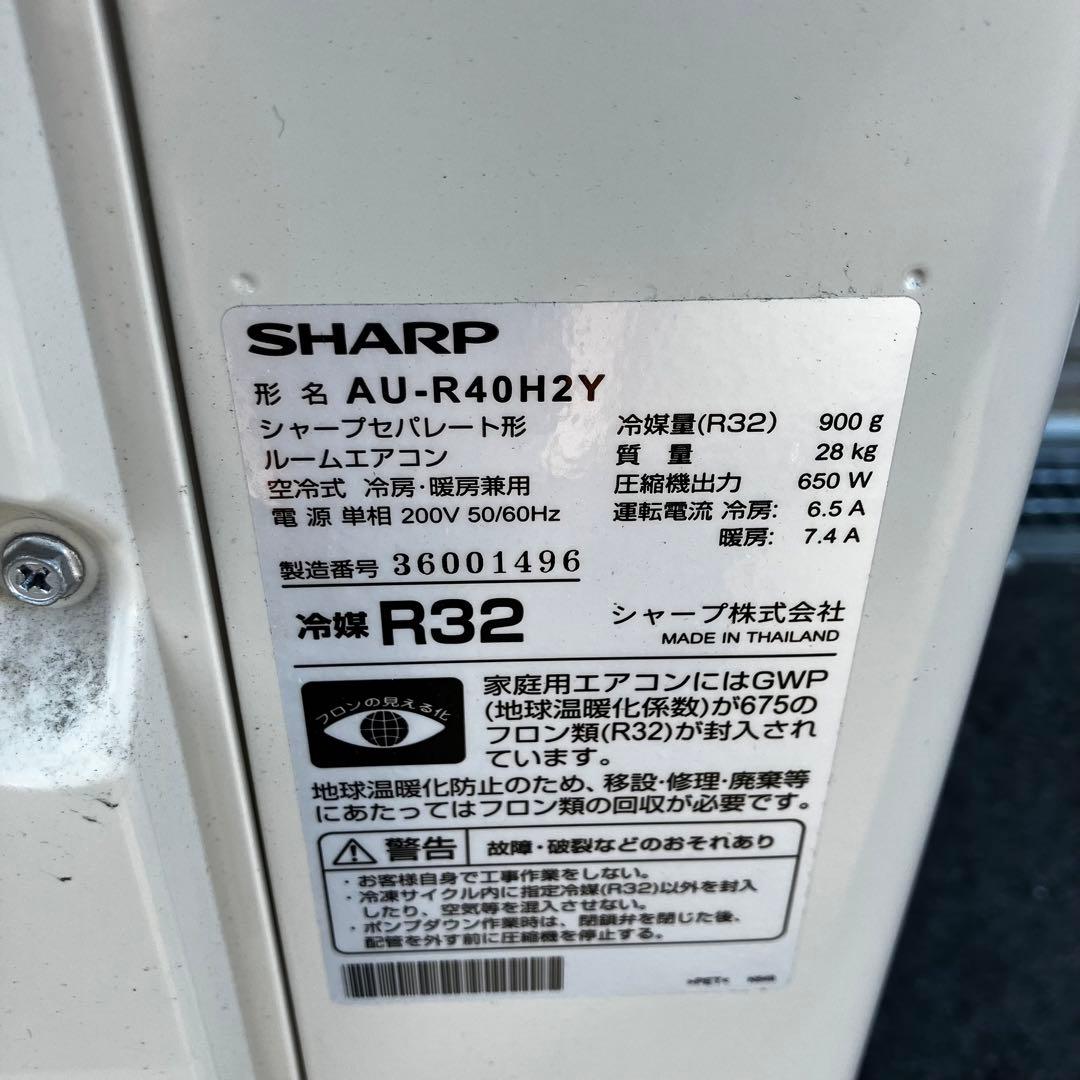 SHARP
形名 AU-R40H2Y
シャープセパレート形
ルームエアコン
空冷式 冷房・暖房兼用
電源 単相 200V 50/60Hz
冷媒量(R32) 900 g
質量 28 kg
圧縮機出力 650 W
運転電流 冷房: 6.5 A
暖房: 7.4 A
製造番号 36001496
冷媒 R32
シャープ株式会社
MADE IN THAILAND
フロンの見える化
家庭用エアコンにはGWP
(地球温暖化係数)が675の
フロン類(R32)が封入され
ています。
地球温暖化防止のため、移設・修理・廃棄等
にあたってはフロン類の回収が必要です。
警告 故障・破裂などのおそれあり
・お客様自身で工事作業をしない。
・冷凍サイクル内に指定冷媒(R32)以外を封入
したり、空気等を混入させない。
・ポンプダウン作業時は、閉鎖弁を閉じた後、
配管を外す前に圧縮機を停止する。
>PET<